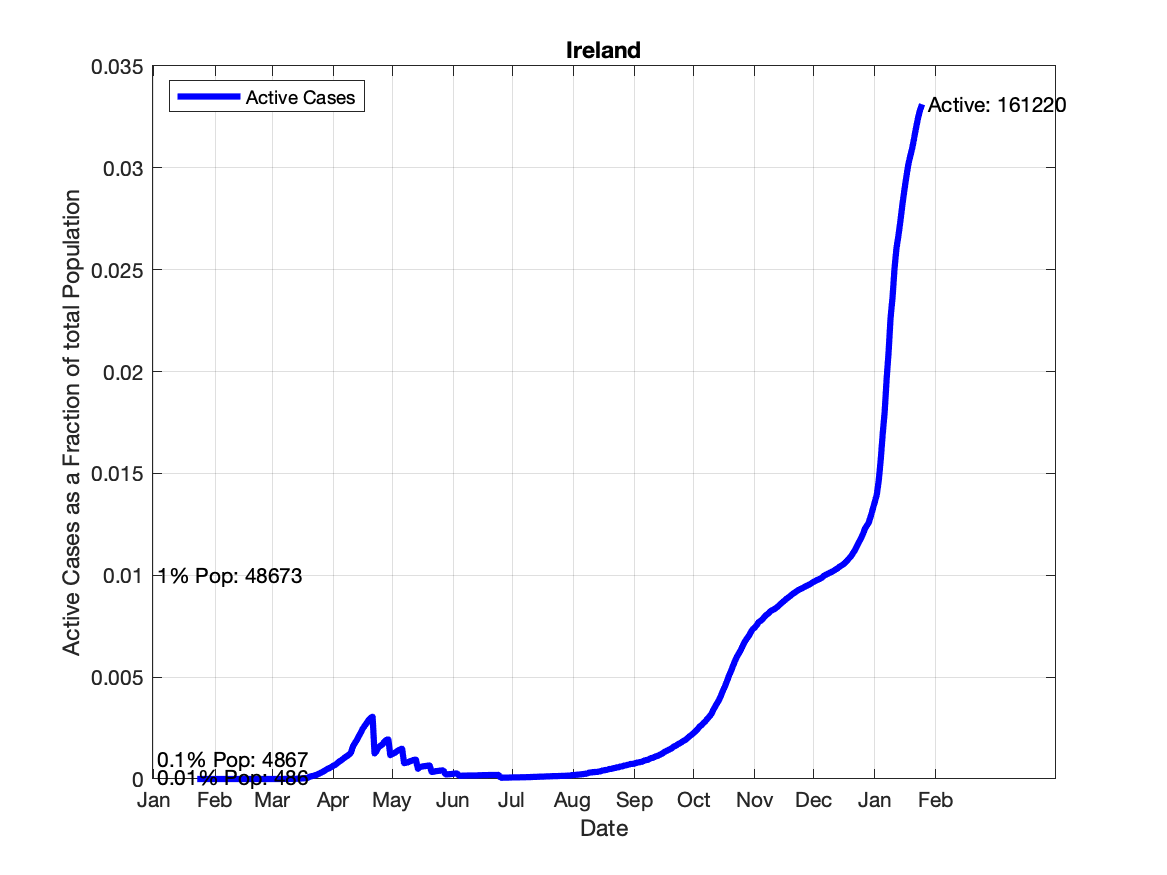 Ireland
0.035
0.03
0.025
0.02
0.015
0.01
0.005
0
Active Cases as a Fraction of total Population
Active Cases
Active: 161220
1% Pop: 48673
0.1% Pop: 4867
0.01% Pop: 486
Jan Feb Mar Apr May Jun Jul Aug Sep Oct Nov Dec Jan Feb
Date